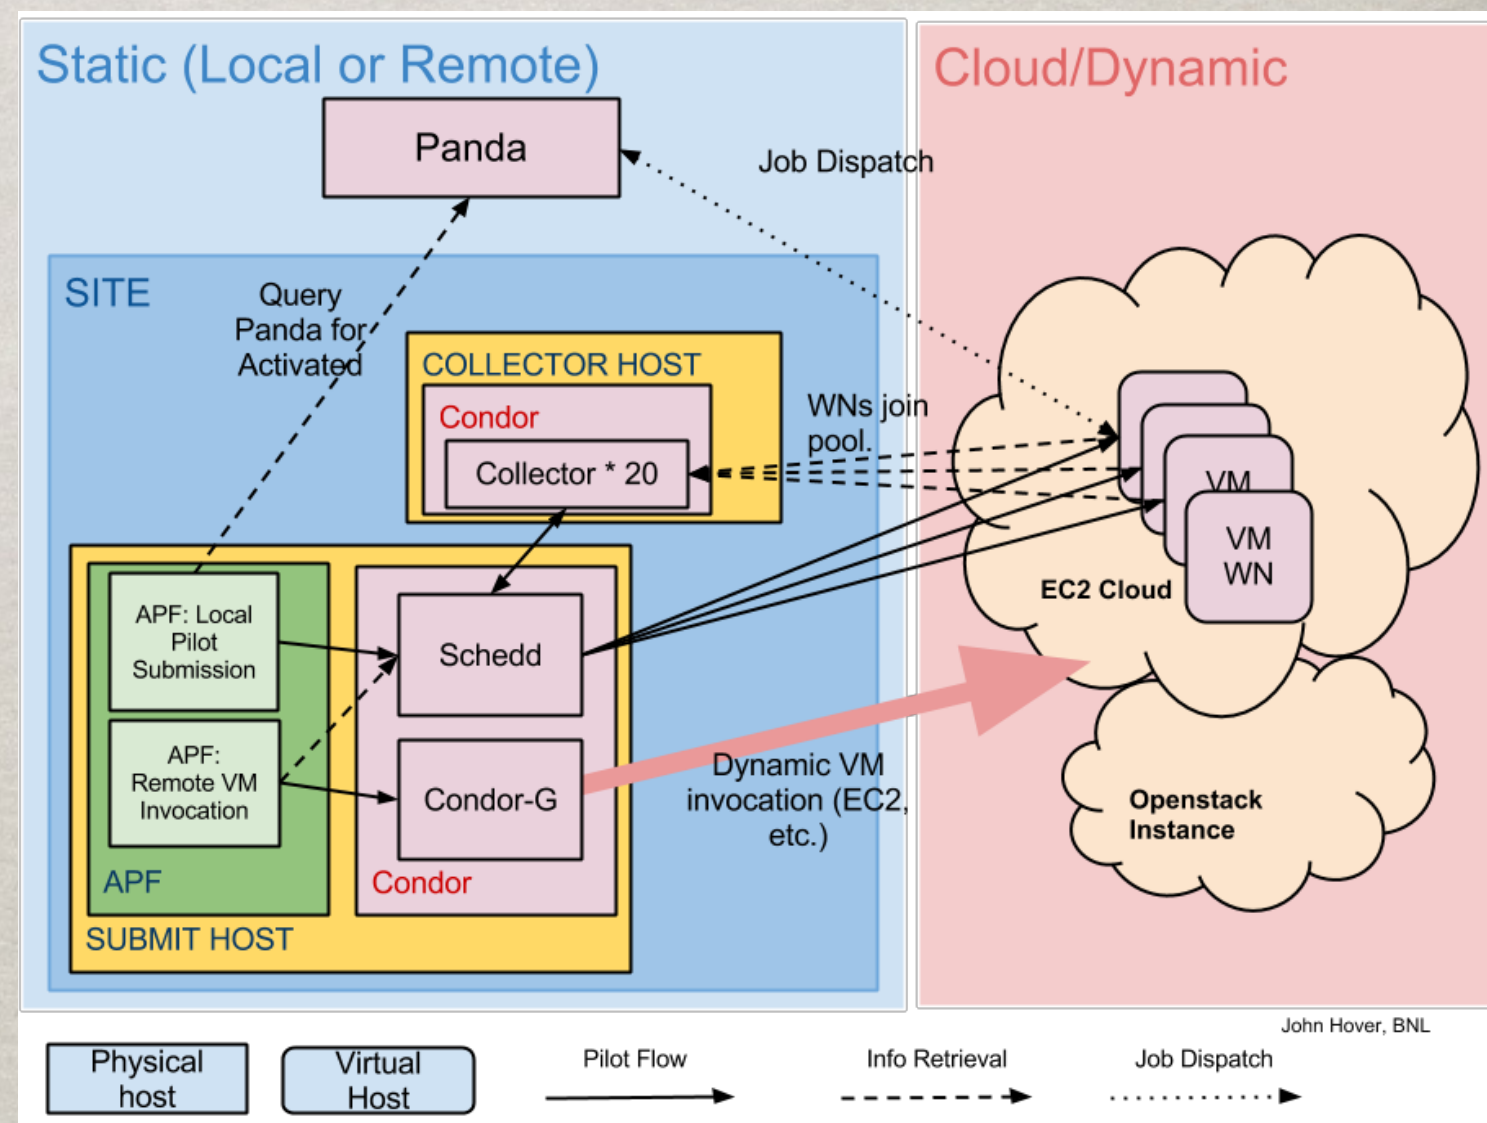 Static (Local or Remote)
Cloud/Dynamic
Panda
Job Dispatch
SITE
Query
Panda for
Activated
COLLECTOR HOST
Condor
Collector * 20
WNs join
pool.
VM
VM
WN
EC2 Cloud
APF: Local
Pilot
Submission
Schedd
APF:
Remote VM
Invocation
Condor-G
Dynamic VM
invocation (EC2,
etc.)
Openstack
Instance
APF
Condor
SUBMIT HOST
John Hover, BNL
Physical
host
Virtual
Host
Pilot Flow
Info Retrieval
Job Dispatch